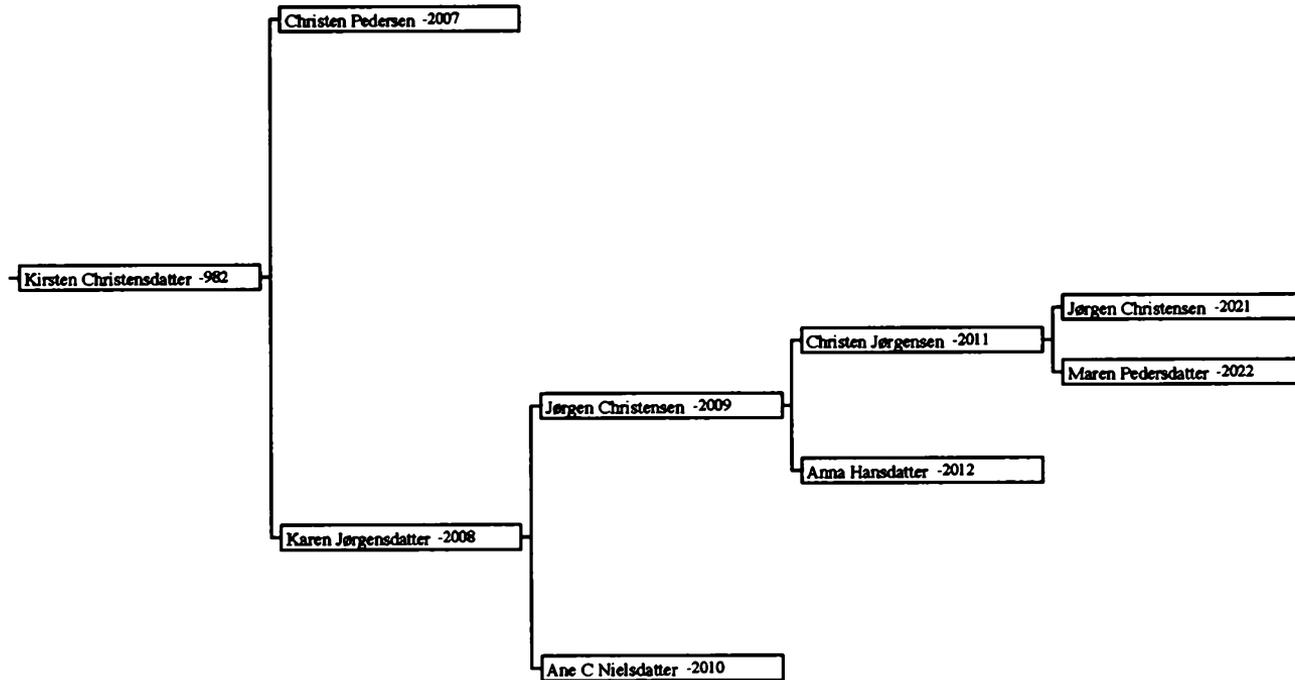 Christen Pedersen -2007
Kirsten Christensdatter -982
Jørgen Christensen -2021
Christen Jørgensen -2011
Maren Pedersdatter -2022
Jørgen Christensen -2009
Anna Hansdatter -2012
Karen Jørgensdatter -2008
Ane C Nielsdatter -2010